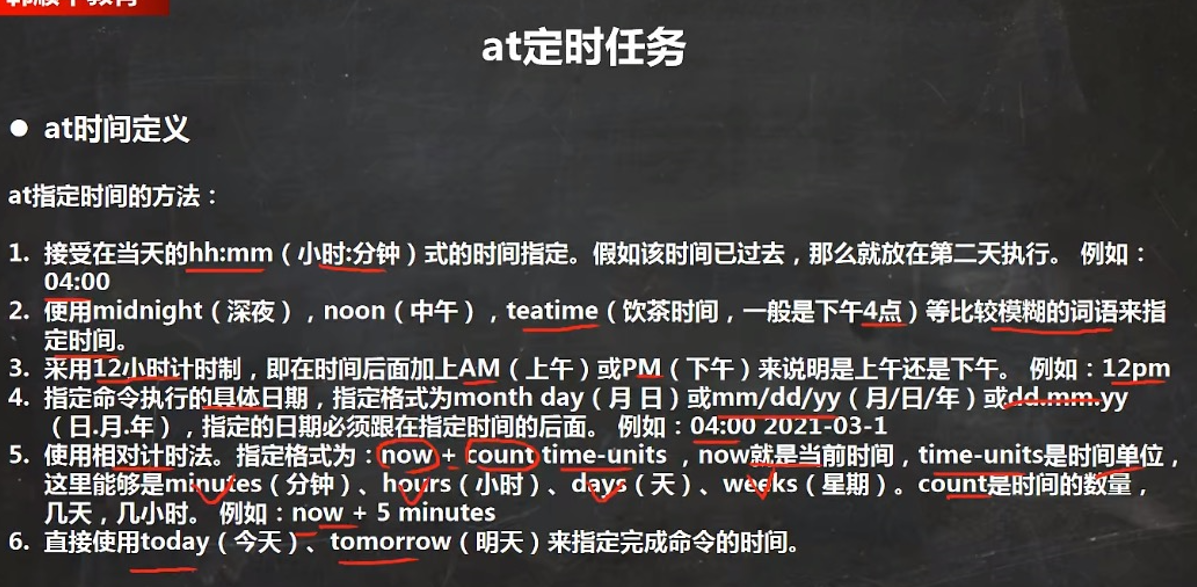 韩顺平教育
at定时任务
● at时间定义
at指定时间的方法：
1. 接受在当天的hh:mm（小时:分钟）式的时间指定。假如该时间已过去，那么就放在第二天执行。 例如：
04:00
2. 使用midnight（深夜），noon（中午），teatime（饮茶时间，一般是下午4点）等比较模糊的词语来指
定时间。
3. 采用12小时计时制，即在时间后面加上AM（上午）或PM（下午）来说明是上午还是下午。 例如：12pm
4. 指定命令执行的具体日期，指定格式为month day（月 日）或mm/dd/yy（月/日/年）或dd.mm.yy
（日.月.年），指定的日期必须跟在指定时间的后面。 例如：04:00 2021-03-1
5. 使用相对计时法。指定格式为：now + count time-units ，now就是当前时间，time-units是时间单位，
这里能够是minutes（分钟）、hours（小时）、days（天）、weeks（星期）。count是时间的数量，
几天，几小时。 例如：now + 5 minutes
6. 直接使用today（今天）、tomorrow（明天）来指定完成命令的时间。